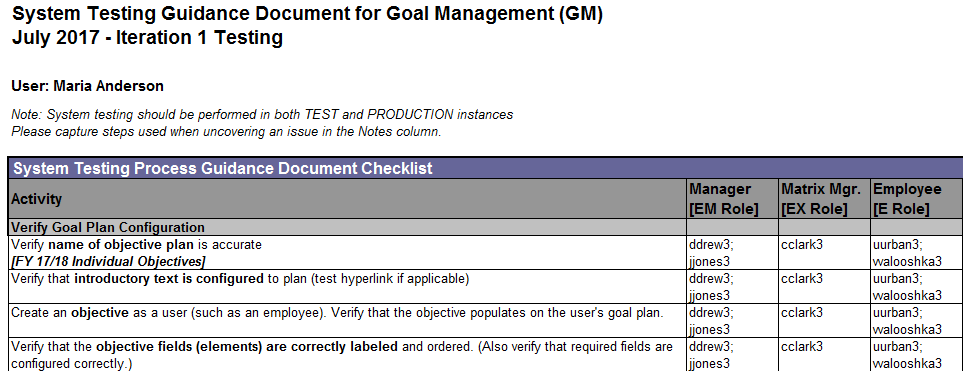 System Testing Guidance Document for Goal Management (GM)
July 2017 - Iteration 1 Testing
User: Maria Anderson
Note: System testing should be performed in both TEST and PRODUCTION instances
Please capture steps used when uncovering an issue in the Notes column.
System Testing Process Guidance Document Checklist
Activity
Manager
[EM Role]
Matrix Mgr.
[EX Role]
Employee
[E Role]
Verify Goal Plan Configuration
Verify name of objective plan is accurate
[FY 17/18 Individual Objectives]
ddrew3;
jjones3
cclark3
uurban3;
walooshka3
Verify that introductory text is configured to plan (test hyperlink if applicable)
ddrew3;
jjones3
cclark3
uurban3;
walooshka3
Create an objective as a user (such as an employee). Verify that the objective populates on the user's goal plan.
ddrew3;
jjones3
cclark3
uurban3;
walooshka3
Verify that the objective fields (elements) are correctly labeled and ordered. (Also verify that required fields are
configured correctly.)
ddrew3;
jjones3
cclark3
uurban3;
walooshka3